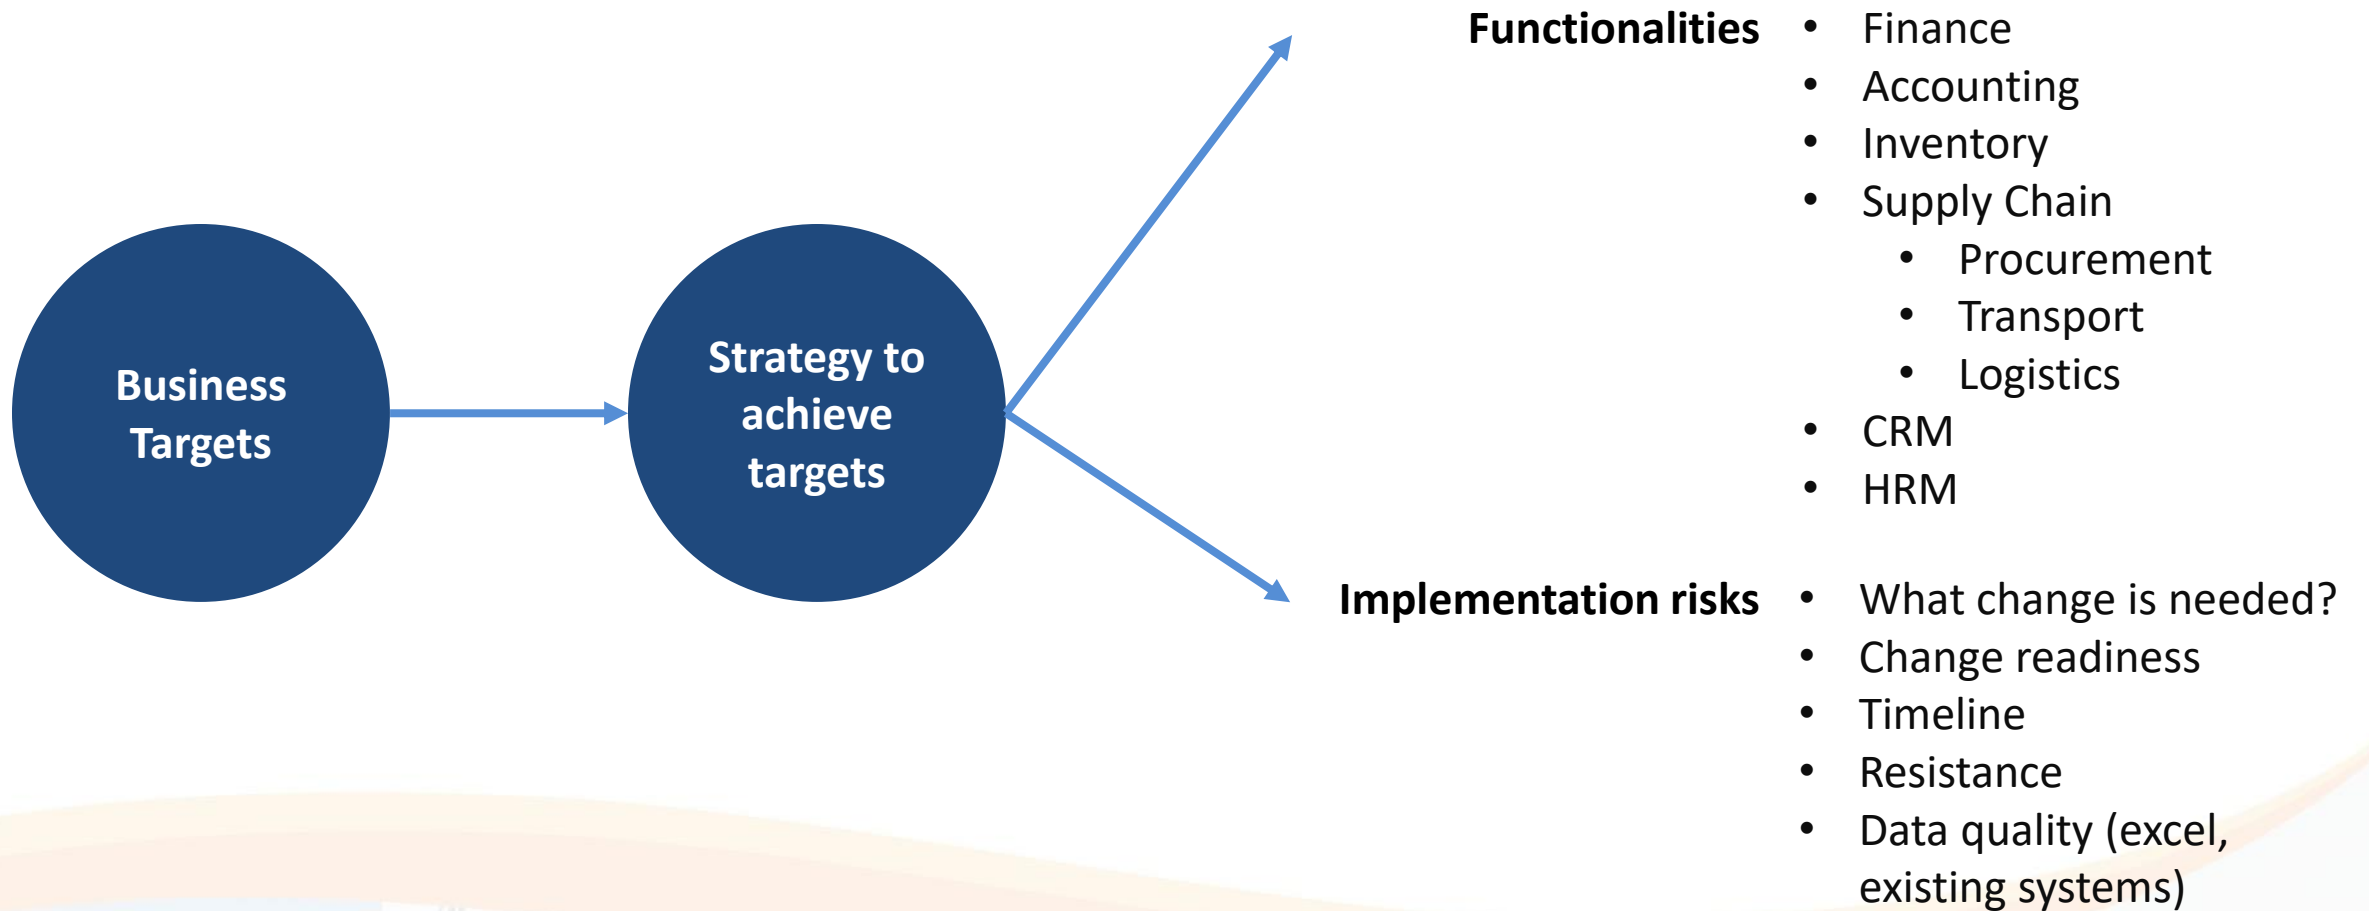 Business
Targets
Strategy to
achieve
targets
Functionalities
• Finance
• Accounting
• Inventory
• Supply Chain
• Procurement
• Transport
• Logistics
• CRM
• HRM
Implementation risks
• What change is needed?
• Change readiness
• Timeline
• Resistance
• Data quality (excel,
existing systems)